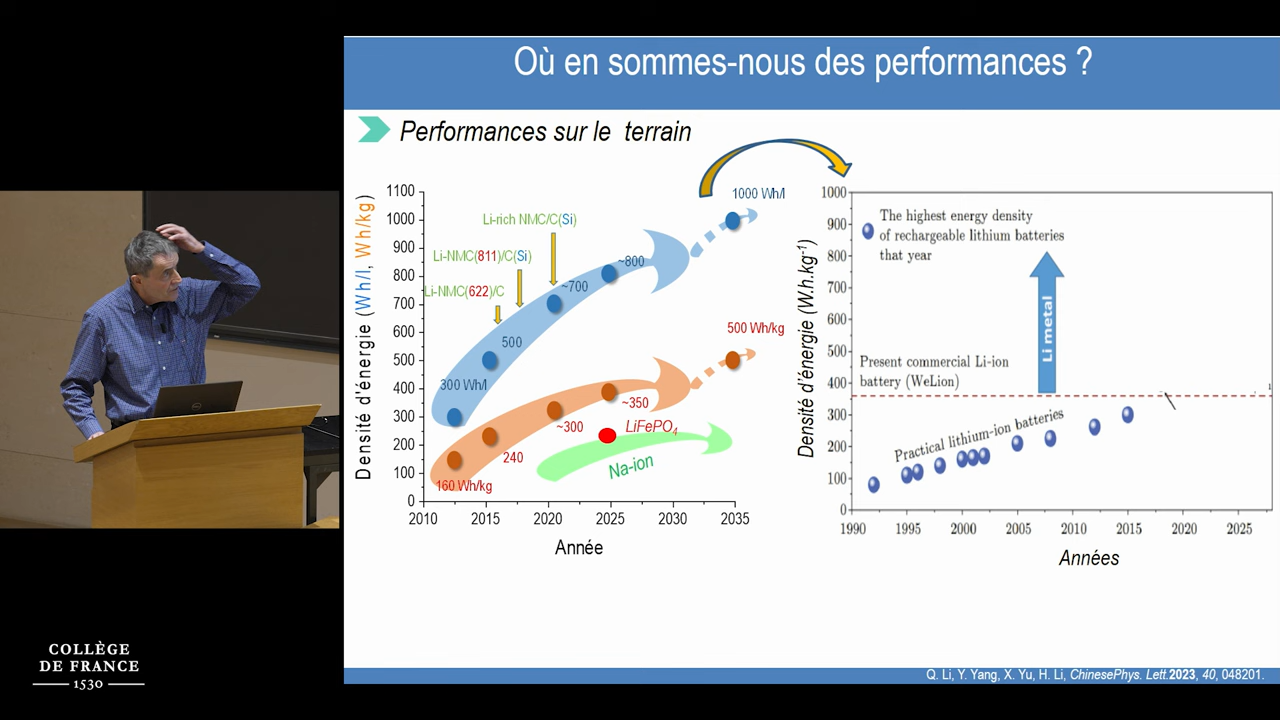 Où en sommes-nous des performances ?
Performances sur le terrain
Densité d'énergie (Wh/l, Wh/kg)
1100
1000
900
800
700
600
500
400
300
200
100
0
2010
2015
2020
2025
2030
2035
Année
1000 Wh/l
Li-rich NMC/C(Si)
Li-NMC(811)/C(Si)
Li-NMC(622)/C
~800
~700
500
300 Wh/l
500 Wh/kg
~350
~300
240
160 Wh/kg
LiFePO4
Na-ion
Densité d'énergie (W.h.kg-1)
1000
900
800
700
600
500
400
300
200
100
0
1990
1995
2000
2005
2010
2015
2020
2025
Années
The highest energy density
of rechargeable lithium batteries
that year
Li metal
Present commercial Li-ion
battery (WeLion)
Practical lithium-ion batteries
Q. Li, Y. Yang, X. Yu, H. Li, ChinesePhys. Lett.2023, 40, 048201.
COLLÈGE
DE FRANCE
1530